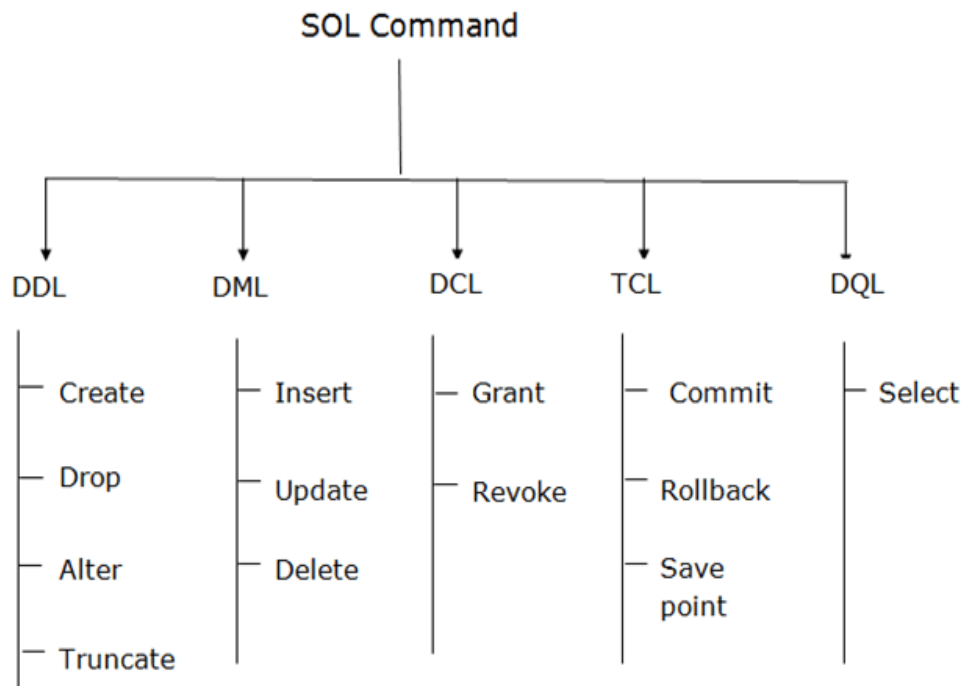 SOL Command
DDL DML DCL TCL DQL
Create Insert Grant Commit Select
Drop Update Revoke Rollback
Alter Delete Save
point
Truncate